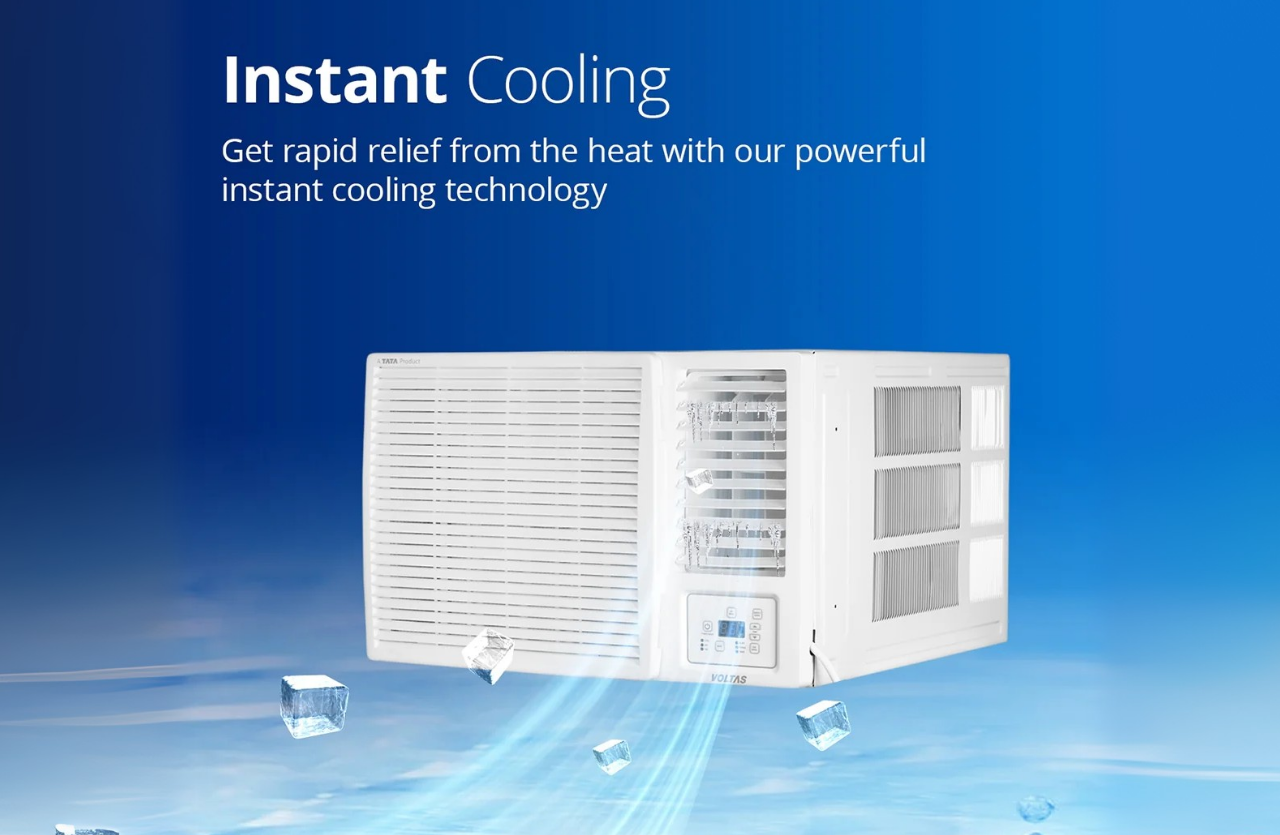 Instant Cooling
Get rapid relief from the heat with our powerful
instant cooling technology
TATA Product
VOLTAS